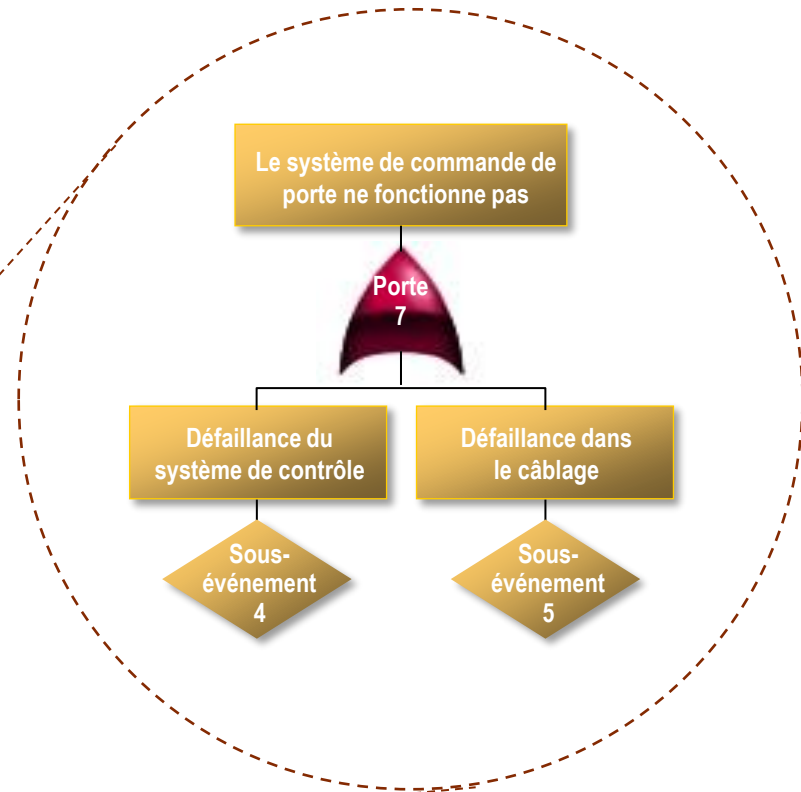 Le système de commande de
porte ne fonctionne pas
Porte
7
Défaillance du
système de contrôle
Défaillance dans
le câblage
Sous-
événement
4
Sous-
événement
5